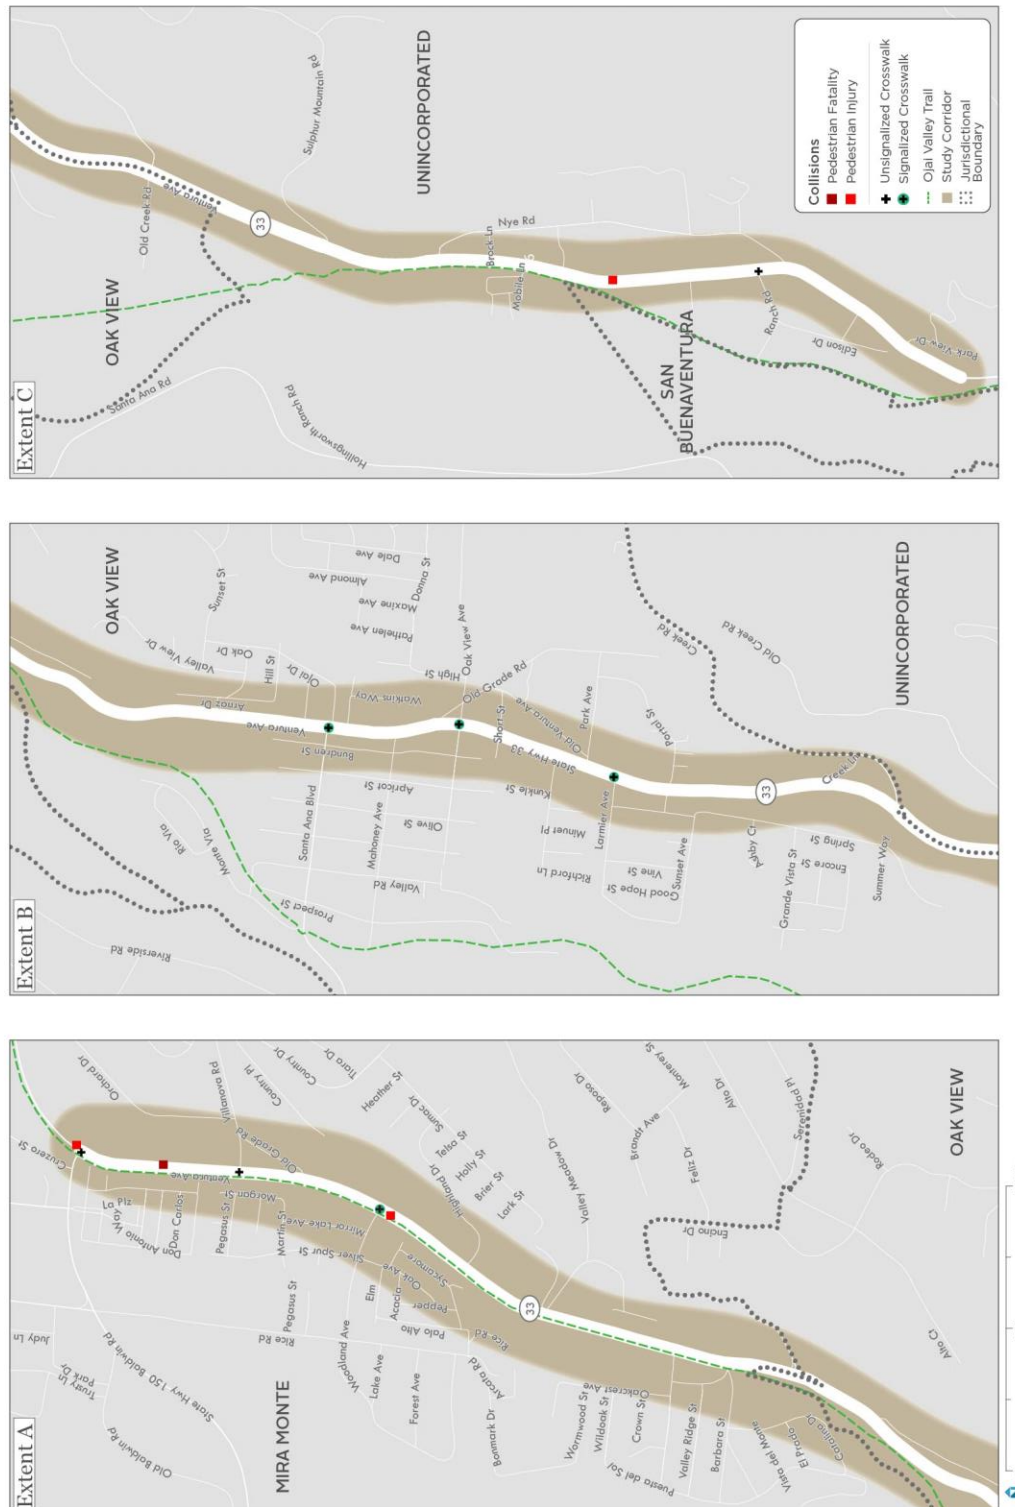 Extent A
Orchard Dr
Cruzero St
Villanova Rd
Country Pl
Country Dr
Tiara Dr
Old Grade Rd
Ventura Ave
La Plz
Don Antonio Way
Don Carlos
Pegasus St
Morgan St
Martin St
Mirror Lake Ave
Silver Spur St
Heather St
Sumac Dr
Telsa St
Holly St
Brier St
Lark St
Highland Dr
Judy Ln
Park Dr
Trusty Ln
State Hwy 150 Baldwin Rd
Old Baldwin Rd
Rice Rd
Pegasus St
Woodland Ave
Elm
Lake Ave
Acacia
Oak Ave
Sycamore
Pepper
Palo Alto
Forest Ave
Rice Rd
Arcata Rd
Bonmark Dr
MIRA MONTE
33
Valley Meadow Dr
Reposo Dr
Brandt Ave
Monterey St
Feliz Dr
Alto Dr
Serenidad Pl
Rodeo Dr
Encino Dr
Alto Ct
Oakcrest Ave
Wormwood St
Wildoak St
Crown St
Puesta del Sol
Valley Ridge St
Barbara St
Vista del Monte
El Prado
Catalina Dr
OAK VIEW
Extent B
OAK VIEW
Sunset St
Valley View Dr
Oak Dr
Hill St
Ojai Dr
Arnaz Dr
Ventura Ave
Bundren St
Watkins Way
High St
Dale Ave
Almond Ave
Maxine Ave
Pathelen Ave
Donna St
Oak View Ave
Old Grade Rd
Rio Via
Monte Via
Riverside Rd
Santa Ana Blvd
Prospect St
Apricot St
Mahoney Ave
Olive St
Valley Rd
Short St
State Hwy 33
Old Ventura Ave
Park Ave
Portal St
Kunkle St
Minuet Pl
Larmier Ave
Richford Ln
Vine St
Good Hope St
Sunset Ave
Creek Rd
Old Creek Rd
33
Ashby Ct
Creek Ln
Grande Vista St
Spring St
Encore St
Summer Way
UNINCORPORATED
Extent C
OAK VIEW
Old Creek Rd
Ventura Ave
Santa Ana Rd
33
Sulphur Mountain Rd
Hollingsworth Ranch Rd
UNINCORPORATED
Nye Rd
Brock Ln
Mobile Ln
SAN
BUENAVENTURA
Ranch Rd
Edison Dr
Park View Dr
Collisions
Pedestrian Fatality
Pedestrian Injury
Unsignalized Crosswalk
Signalized Crosswalk
Ojai Valley Trail
Study Corridor
Jurisdictional
Boundary